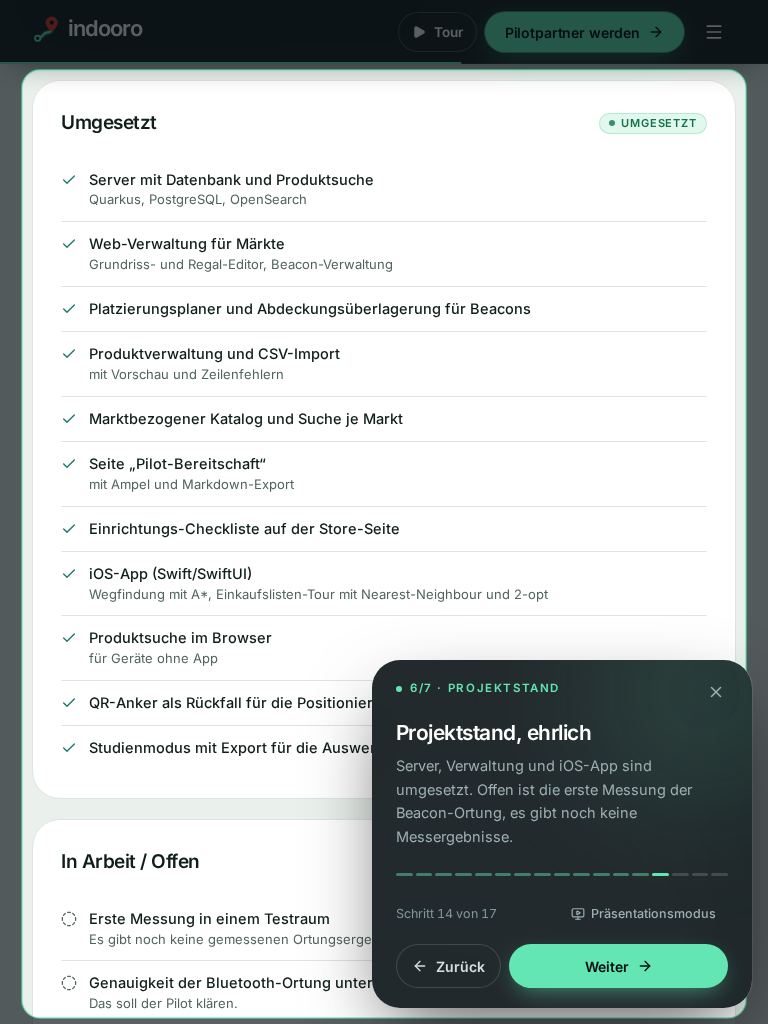 indooro
Tour
Pilotpartner werden
Umgesetzt
UMGESETZT
Server mit Datenbank und Produktsuche
Quarkus, PostgreSQL, OpenSearch
Web-Verwaltung für Märkte
Grundriss- und Regal-Editor, Beacon-Verwaltung
Platzierungsplaner und Abdeckungsüberlagerung für Beacons
Produktverwaltung und CSV-Import
mit Vorschau und Zeilenfehlern
Marktbezogener Katalog und Suche je Markt
Seite „Pilot-Bereitschaft“
mit Ampel und Markdown-Export
Einrichtungs-Checkliste auf der Store-Seite
iOS-App (Swift/SwiftUI)
Wegfindung mit A*, Einkaufslisten-Tour mit Nearest-Neighbour und 2-opt
Produktsuche im Browser
für Geräte ohne App
QR-Anker als Rückfall für die Positionier
Studienmodus mit Export für die Auswer
In Arbeit / Offen
Erste Messung in einem Testraum
Es gibt noch keine gemessenen Ortungserge
Genauigkeit der Bluetooth-Ortung unter
Das soll der Pilot klären.
6/7 · PROJEKTSTAND
Projektstand, ehrlich
Server, Verwaltung und iOS-App sind
umgesetzt. Offen ist die erste Messung der
Beacon-Ortung, es gibt noch keine
Messergebnisse.
Schritt 14 von 17
Präsentationsmodus
Zurück
Weiter